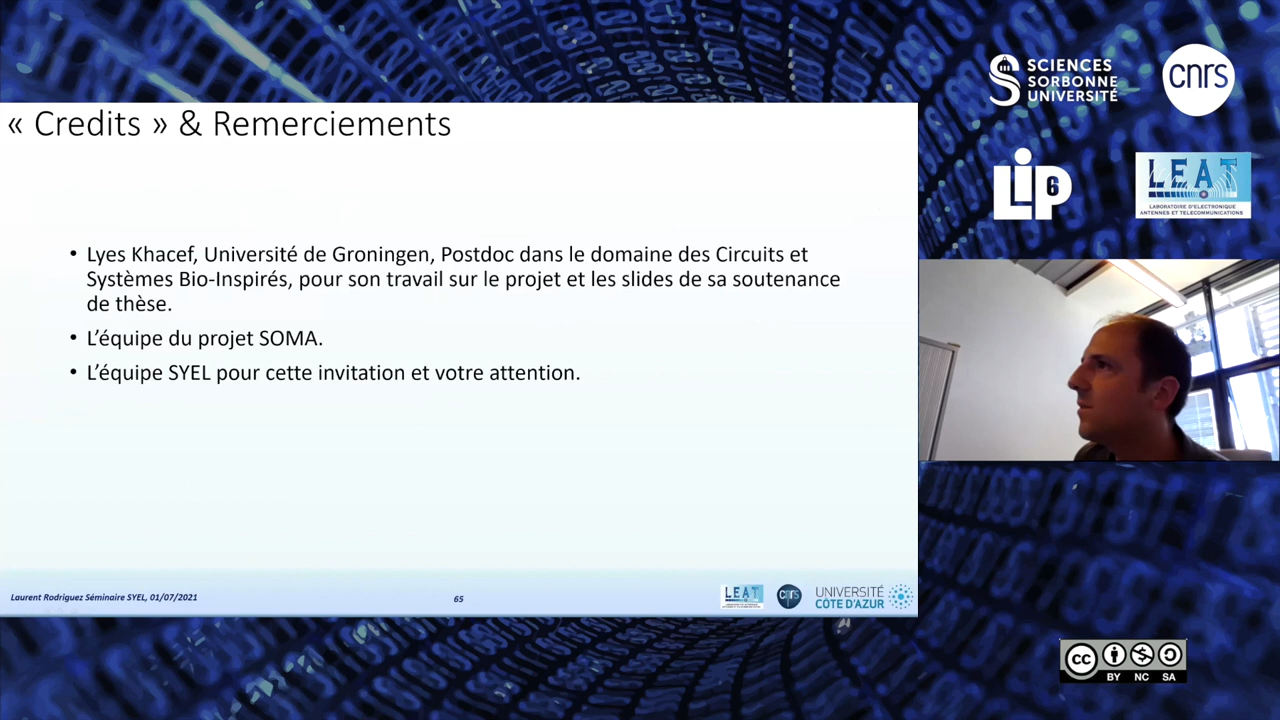 SCIENCES
SORBONNE
UNIVERSITÉ
cnrs
LIP6
LEAT
LABORATOIRE D'ELECTRONIQUE
ANTENNES ET TELECOMMUNICATIONS
« Credits » & Remerciements
• Lyes Khacef, Université de Groningen, Postdoc dans le domaine des Circuits et
Systèmes Bio-Inspirés, pour son travail sur le projet et les slides de sa soutenance
de thèse.
• L’équipe du projet SOMA.
• L’équipe SYEL pour cette invitation et votre attention.
Laurent Rodriguez Séminaire SYEL, 01/07/2021
65
LEAT
cnrs
UNIVERSITÉ
CÔTE D'AZUR
cc
BY NC SA